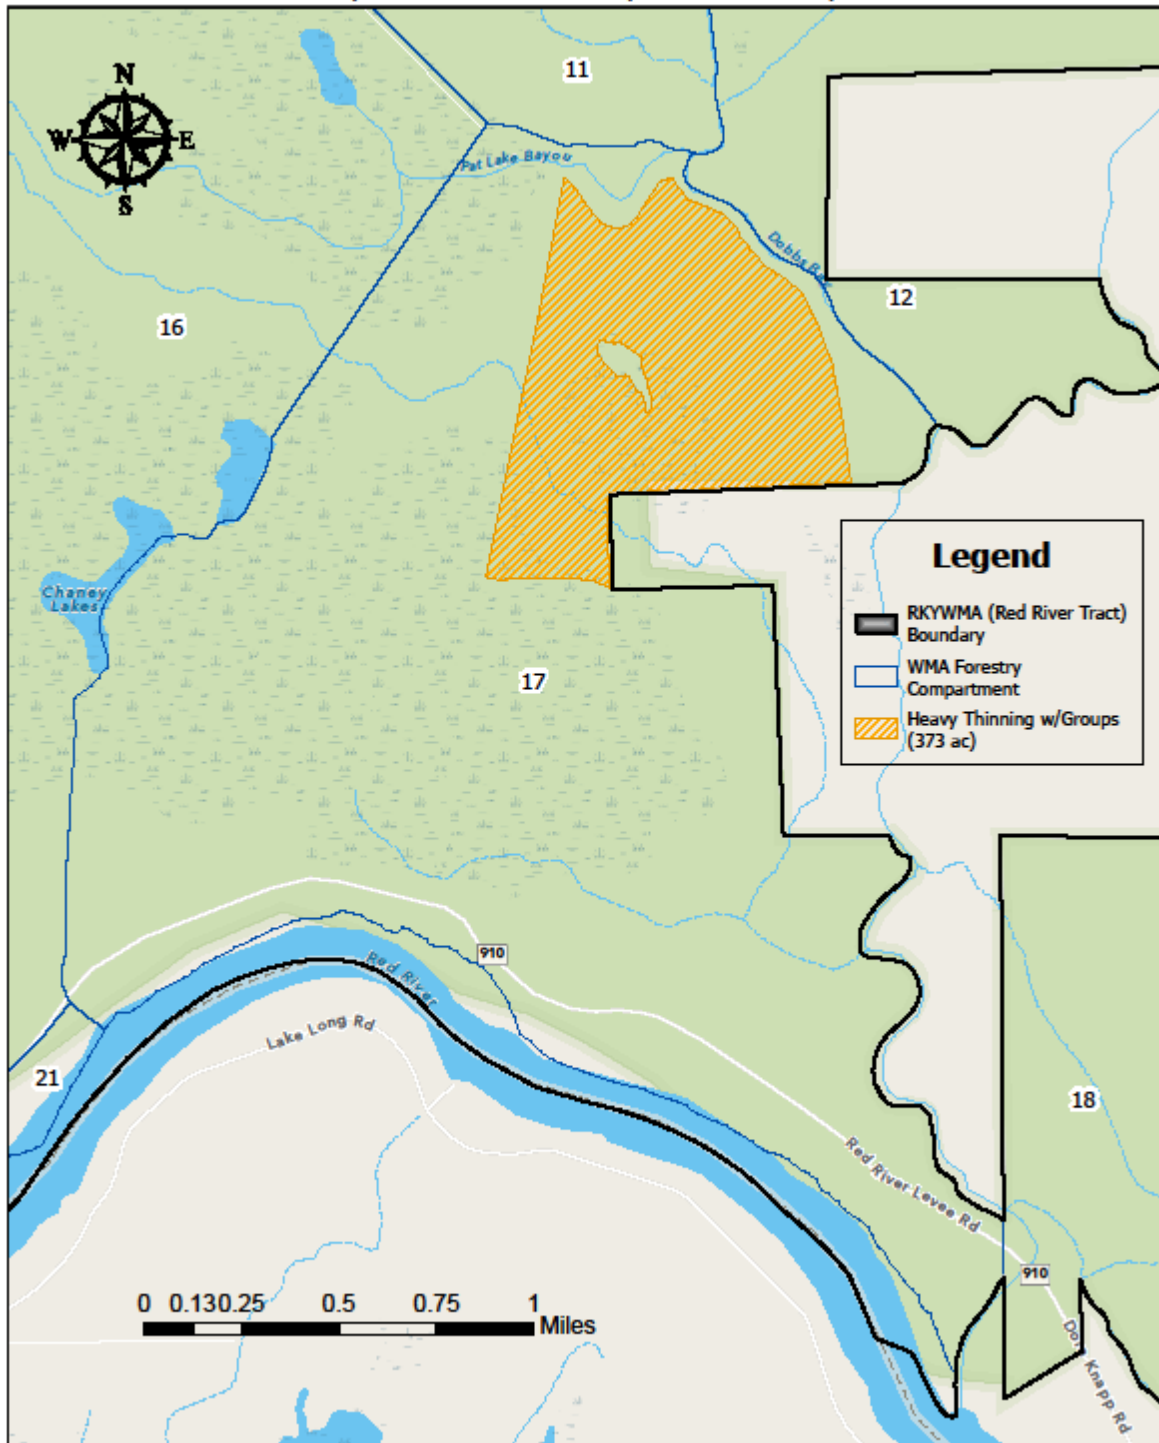 11
N
W E
S
Pat Lake Bayou
Dobbs Bay
12
16
Legend
RKYWMA (Red River Tract)
Boundary
WMA Forestry
Compartment
Heavy Thinning w/Groups
(373 ac)
Chaney
Lakes
17
910
Red River
Lake Long Rd
21
18
Red River Levee Rd
910
0 0.130.25 0.5 0.75 1
Miles
Knapp Rd